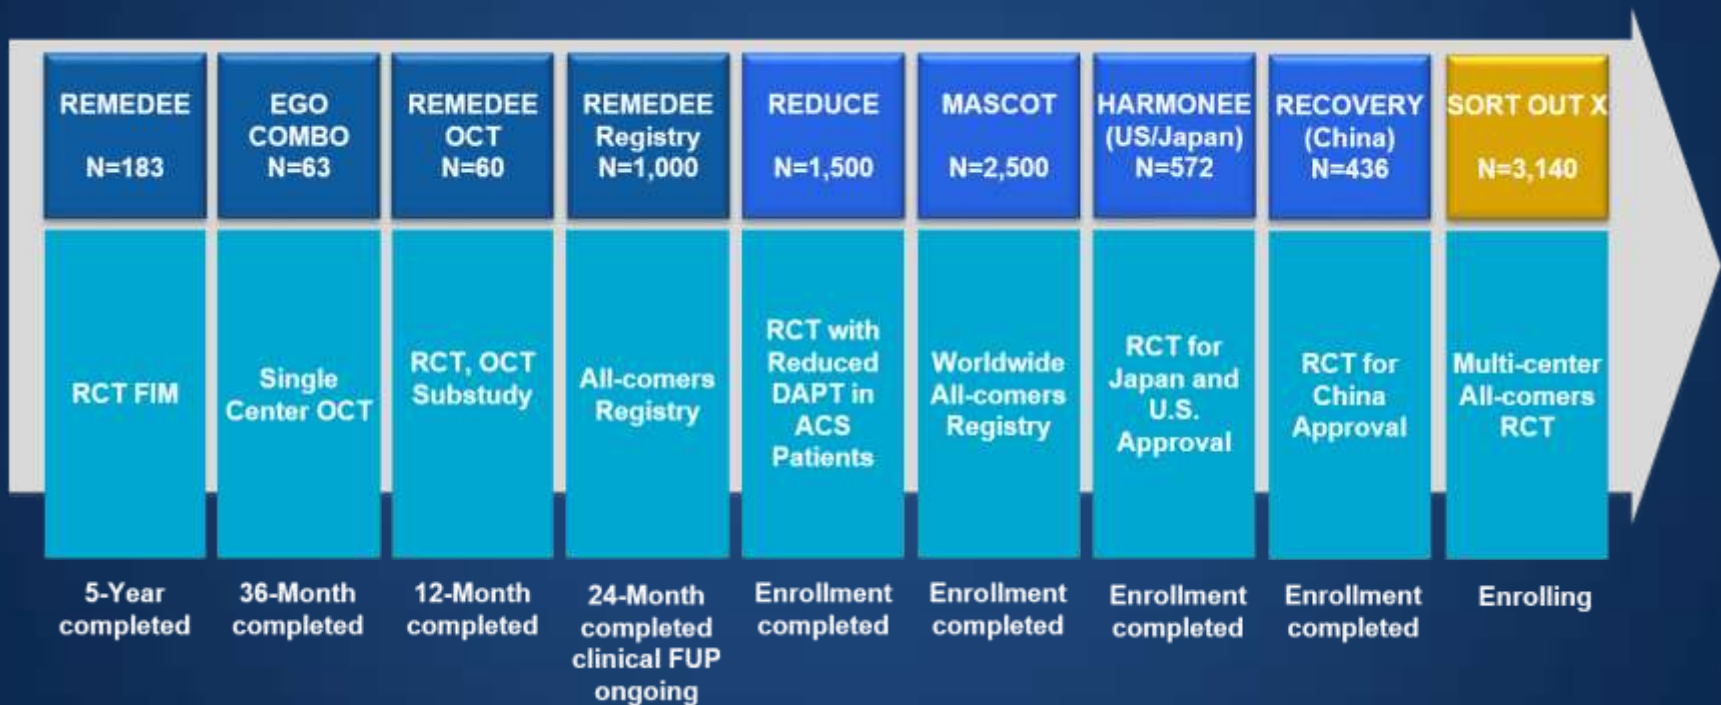 REMEDEE
N=183
EGO
COMBO
N=63
REMEDEE
OCT
N=60
REMEDEE
Registry
N=1,000
REDUCE
N=1,500
MASCOT
N=2,500
HARMONEE
(US/Japan)
N=572
RECOVERY
(China)
N=436
SORT OUT X
N=3,140
RCT FIM
Single
Center OCT
RCT, OCT
Substudy
All-comers
Registry
RCT with
Reduced
DAPT in
ACS
Patients
Worldwide
All-comers
Registry
RCT for
Japan and
U.S.
Approval
RCT for
China
Approval
Multi-center
All-comers
RCT
5-Year
completed
36-Month
completed
12-Month
completed
24-Month
completed
clinical FUP
ongoing
Enrollment
completed
Enrollment
completed
Enrollment
completed
Enrollment
completed
Enrolling